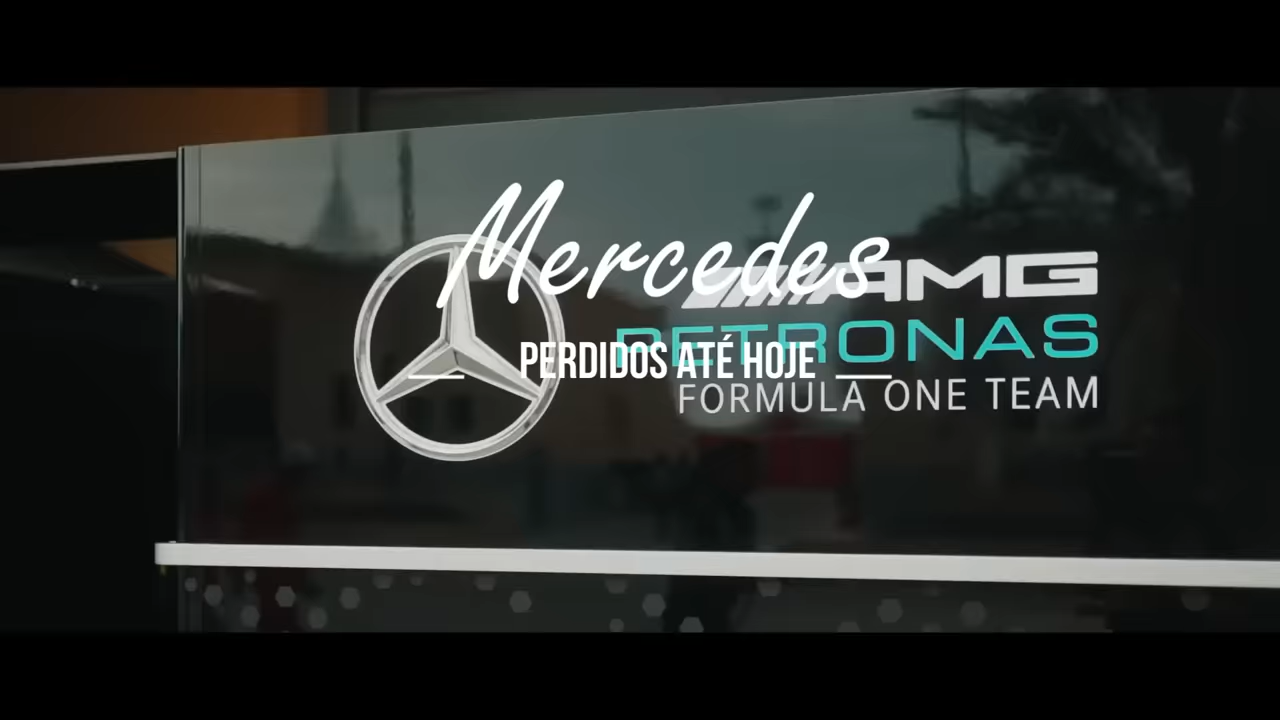 Mercedes
AMG
PETRONAS
PERDIDOS ATÉ HOJE
FORMULA ONE TEAM